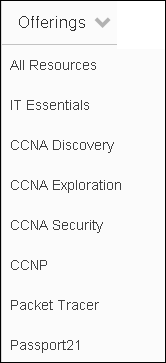 Offerings
All Resources
IT Essentials
CCNA Discovery
CCNA Exploration
CCNA Security
CCNP
Packet Tracer
Passport21